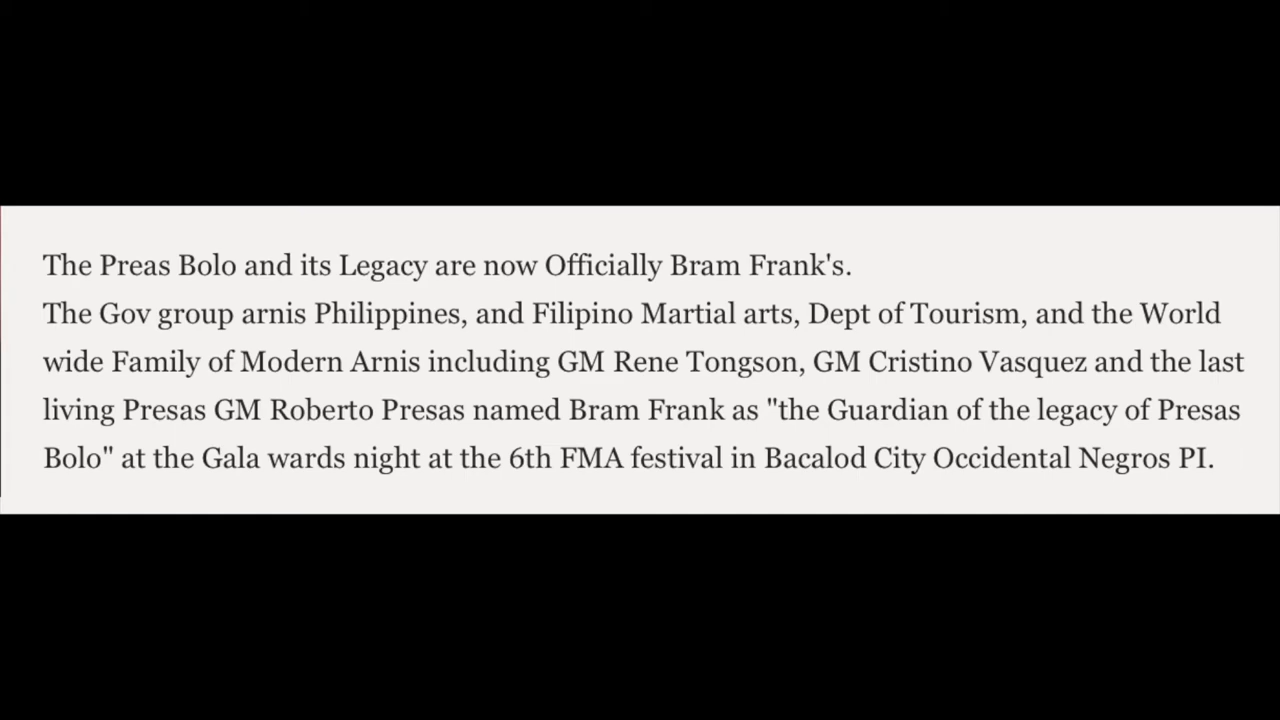 The Preas Bolo and its Legacy are now Officially Bram Frank's.
The Gov group arnis Philippines, and Filipino Martial arts, Dept of Tourism, and the World
wide Family of Modern Arnis including GM Rene Tongson, GM Cristino Vasquez and the last
living Presas GM Roberto Presas named Bram Frank as "the Guardian of the legacy of Presas
Bolo" at the Gala wards night at the 6th FMA festival in Bacalod City Occidental Negros PI.